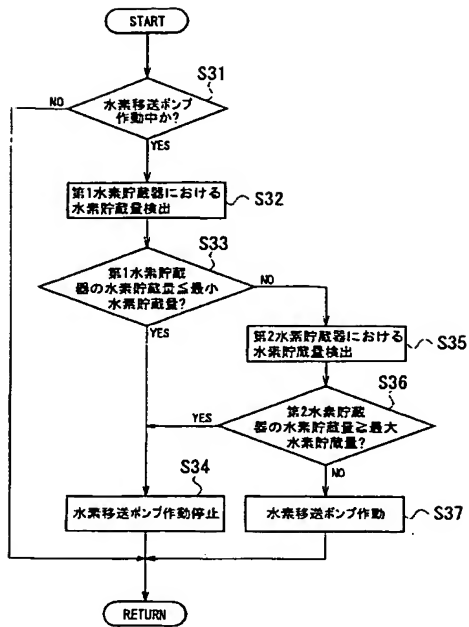 START
S31
NO
水素移送ポンプ
作動中か?
YES
第1水素貯蔵器における
水素貯蔵量検出
S32
S33
第1水素貯蔵
器の水素貯蔵量≦最小
水素貯蔵量?
NO
YES
第2水素貯蔵器における
水素貯蔵量検出
S35
S36
YES
第2水素貯蔵
器の水素貯蔵量≧最大
水素貯蔵量?
NO
S34
水素移送ポンプ作動停止
水素移送ポンプ作動
S37
RETURN